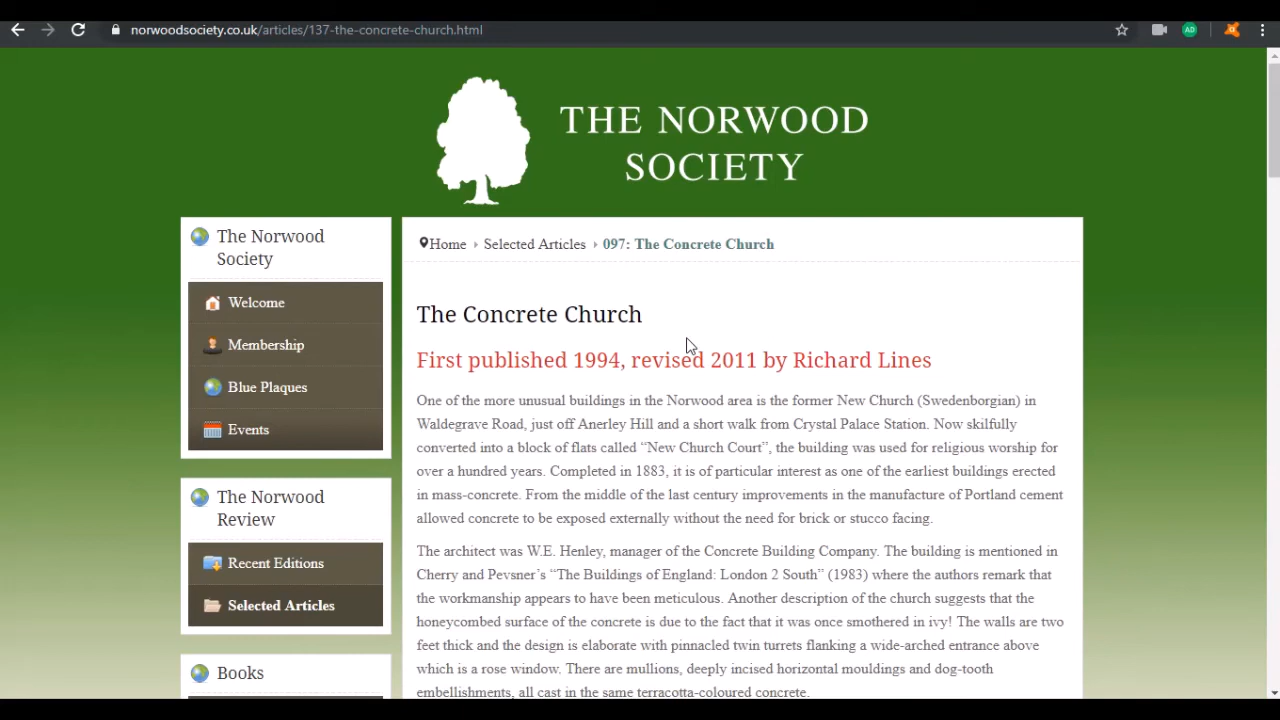 norwoodsociety.co.uk/articles/137-the-concrete-church.html
AD
THE NORWOOD
SOCIETY
The Norwood
Society
Welcome
Membership
Blue Plaques
Events
The Norwood
Review
Recent Editions
Selected Articles
Books
Home › Selected Articles › 097: The Concrete Church
The Concrete Church
First published 1994, revised 2011 by Richard Lines
One of the more unusual buildings in the Norwood area is the former New Church (Swedenborgian) in
Waldegrave Road, just off Anerley Hill and a short walk from Crystal Palace Station. Now skilfully
converted into a block of flats called “New Church Court”, the building was used for religious worship for
over a hundred years. Completed in 1883, it is of particular interest as one of the earliest buildings erected
in mass-concrete. From the middle of the last century improvements in the manufacture of Portland cement
allowed concrete to be exposed externally without the need for brick or stucco facing.
The architect was W.E. Henley, manager of the Concrete Building Company. The building is mentioned in
Cherry and Pevsner’s “The Buildings of England: London 2 South” (1983) where the authors remark that
the workmanship appears to have been meticulous. Another description of the church suggests that the
honeycombed surface of the concrete is due to the fact that it was once smothered in ivy! The walls are two
feet thick and the design is elaborate with pinnacled twin turrets flanking a wide-arched entrance above
which is a rose window. There are mullions, deeply incised horizontal mouldings and dog-tooth
embellishments, all cast in the same terracotta-coloured concrete.